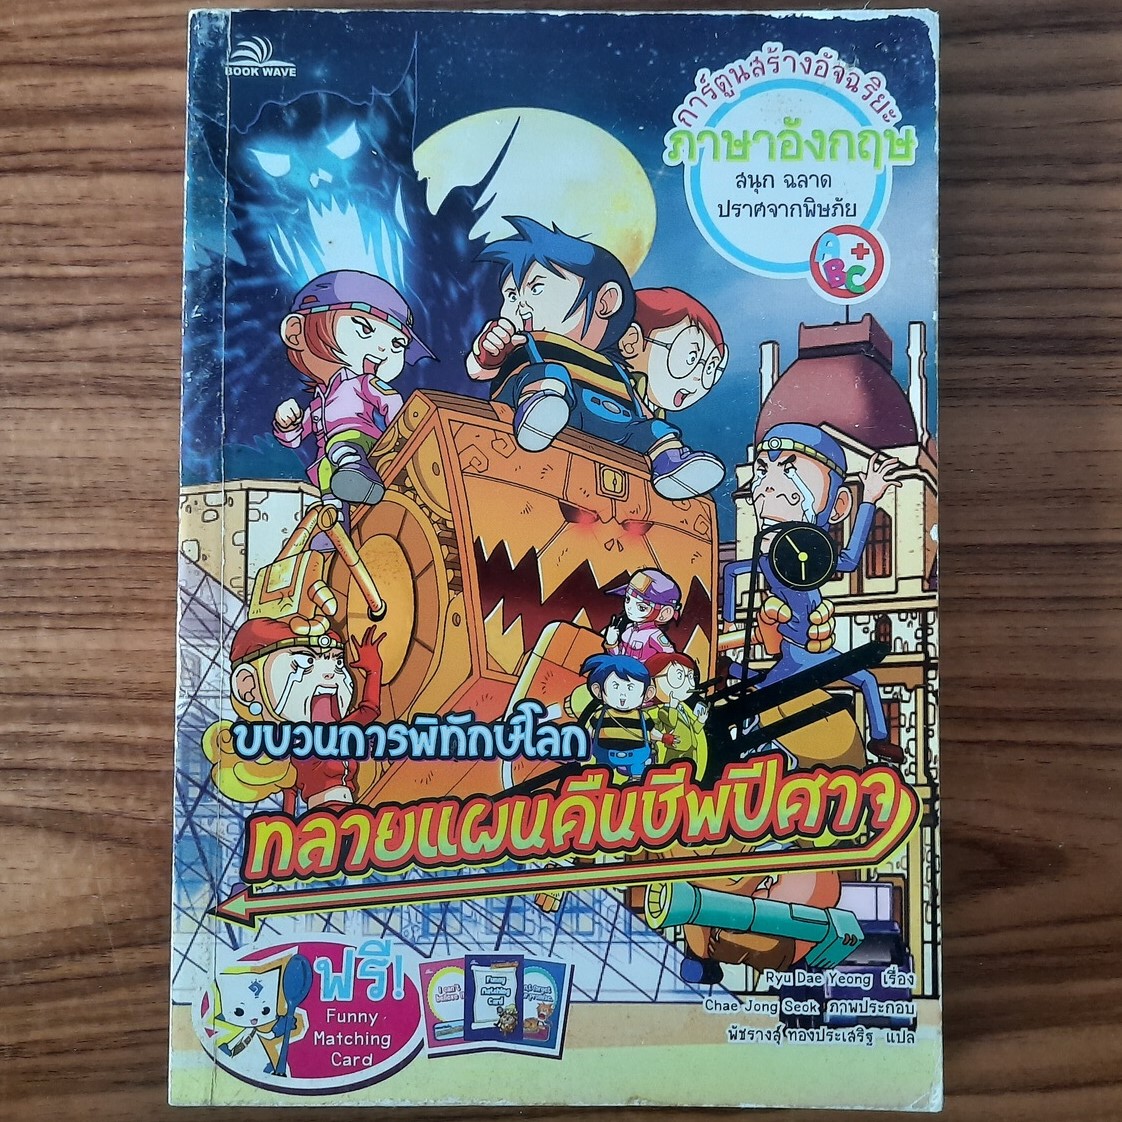 BOOK WAVE
การ์ตูนสร้างอัจฉริยะ
ภาษาอังกฤษ
สนุก ฉลาด
ปราศจากพิษภัย
A +
BC
ขบวนการพิทักษ์โลก
ทลายแผนคืนชีพปีศาจ
ฟรี!
Funny
Matching
Card
I can't
believe
Funny
Matching
Card
forget
promise.
Ryu Dae Yeong เรื่อง
Chae Jong Seok ภาพประกอบ
พัชรางสุ์ ทองประเสริฐ แปล